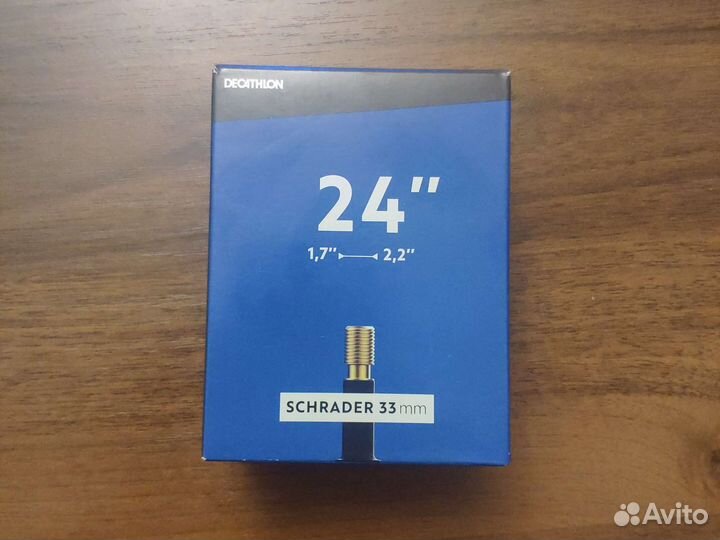 DECATHLON
24"
1,7" 2,2"
SCHRADER 33mm
Avito